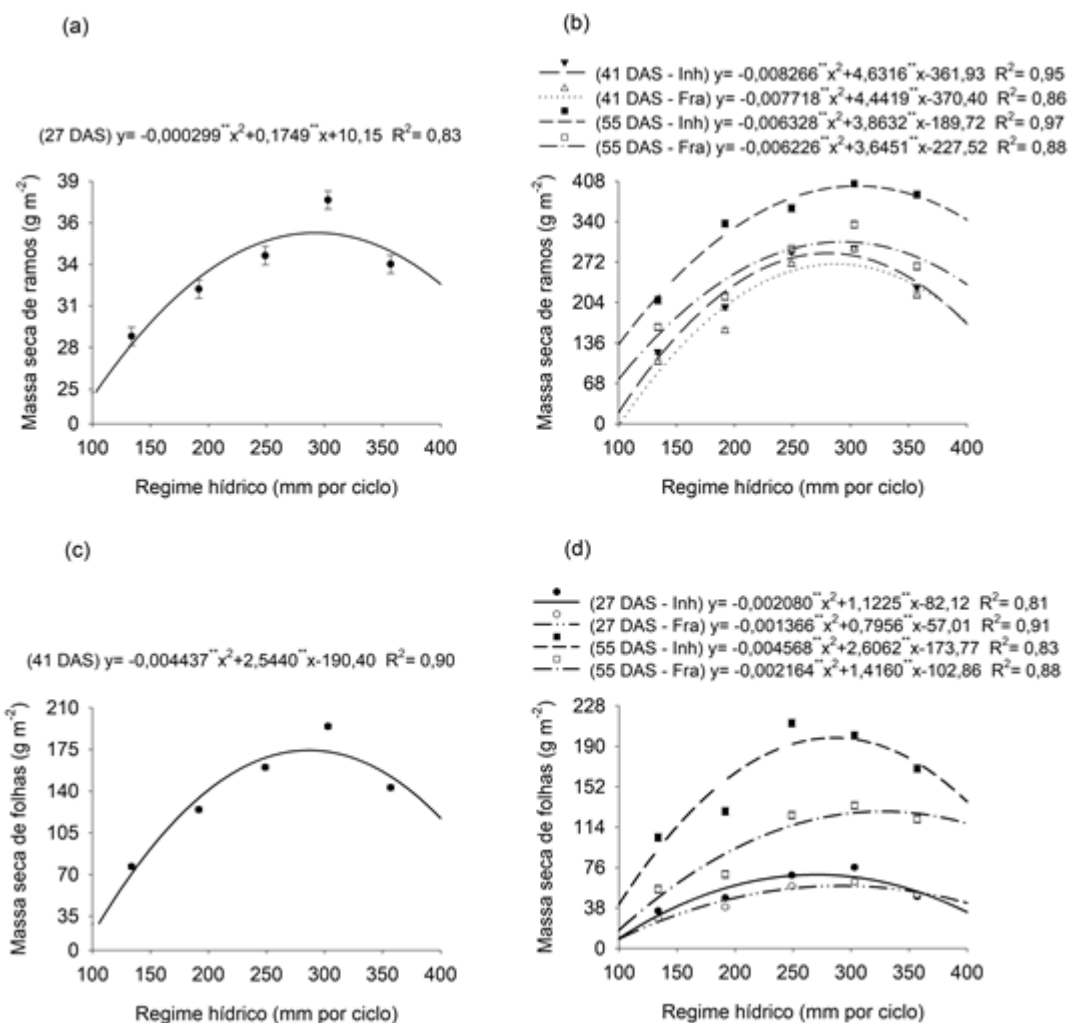 (a)
(27 DAS) y= -0,000299**x²+0,1749**x+10,15 R²= 0,83
Massa seca de ramos (g m⁻²)
39
36
34
31
28
25
0
100 150 200 250 300 350 400
Regime hídrico (mm por ciclo)
(b)
(41 DAS - Inh) y= -0,008266**x²+4,6316**x-361,93 R²= 0,95
(41 DAS - Fra) y= -0,007718**x²+4,4419**x-370,40 R²= 0,86
(55 DAS - Inh) y= -0,006328**x²+3,8632**x-189,72 R²= 0,97
(55 DAS - Fra) y= -0,006226**x²+3,6451**x-227,52 R²= 0,88
Massa seca de ramos (g m⁻²)
408
340
272
204
136
68
0
100 150 200 250 300 350 400
Regime hídrico (mm por ciclo)
(c)
(41 DAS) y= -0,004437**x²+2,5440**x-190,40 R²= 0,90
Massa seca de folhas (g m⁻²)
210
175
140
105
70
35
0
100 150 200 250 300 350 400
Regime hídrico (mm por ciclo)
(d)
(27 DAS - Inh) y= -0,002080**x²+1,1225**x-82,12 R²= 0,81
(27 DAS - Fra) y= -0,001366**x²+0,7956**x-57,01 R²= 0,91
(55 DAS - Inh) y= -0,004568**x²+2,6062**x-173,77 R²= 0,83
(55 DAS - Fra) y= -0,002164**x²+1,4160**x-102,86 R²= 0,88
Massa seca de folhas (g m⁻²)
228
190
152
114
76
38
0
100 150 200 250 300 350 400
Regime hídrico (mm por ciclo)